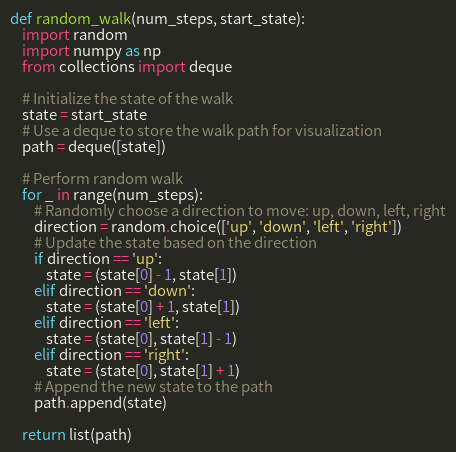 def random_walk(num_steps, start_state):
    import random
    import numpy as np
    from collections import deque

    # Initialize the state of the walk
    state = start_state
    # Use a deque to store the walk path for visualization
    path = deque([state])

    # Perform random walk
    for _ in range(num_steps):
        # Randomly choose a direction to move: up, down, left, right
        direction = random.choice(['up', 'down', 'left', 'right'])
        # Update the state based on the direction
        if direction == 'up':
            state = (state[0] - 1, state[1])
        elif direction == 'down':
            state = (state[0] + 1, state[1])
        elif direction == 'left':
            state = (state[0], state[1] - 1)
        elif direction == 'right':
            state = (state[0], state[1] + 1)
        # Append the new state to the path
        path.append(state)

    return list(path)